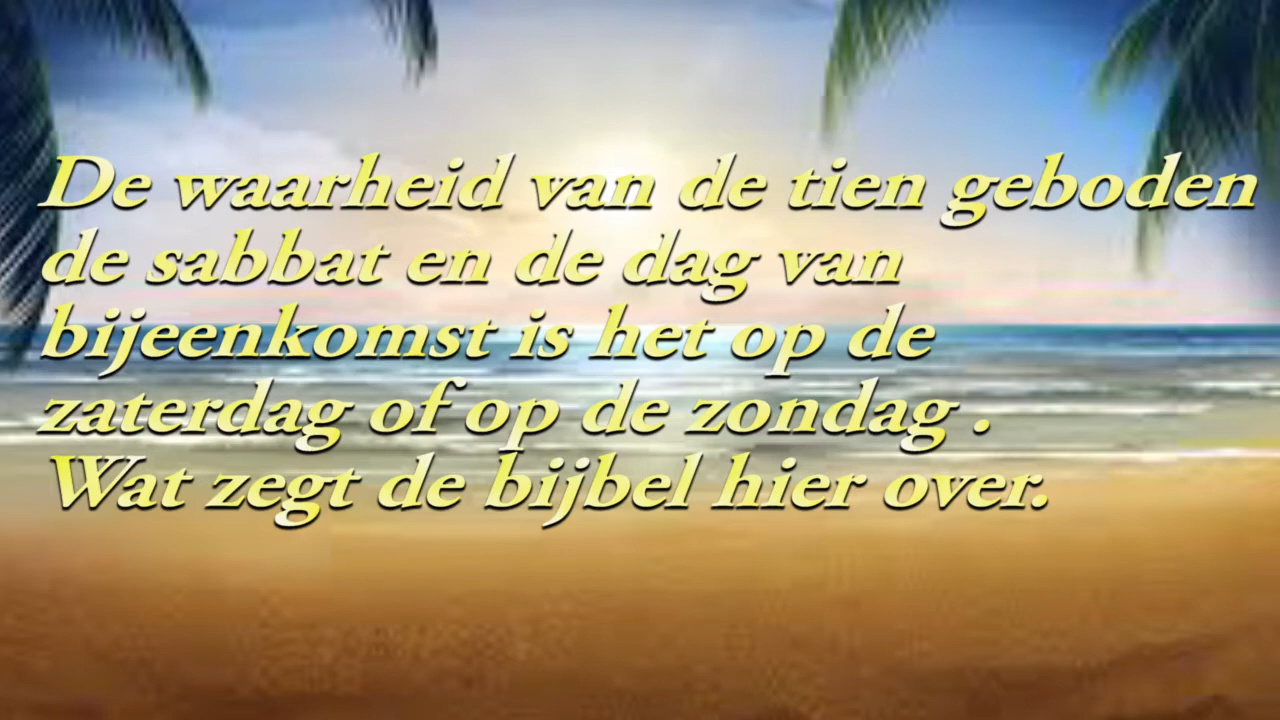 De waarheid van de tien geboden
de sabbat en de dag van
bijeenkomst is het op de
zaterdag of op de zondag .
Wat zegt de bijbel hier over.